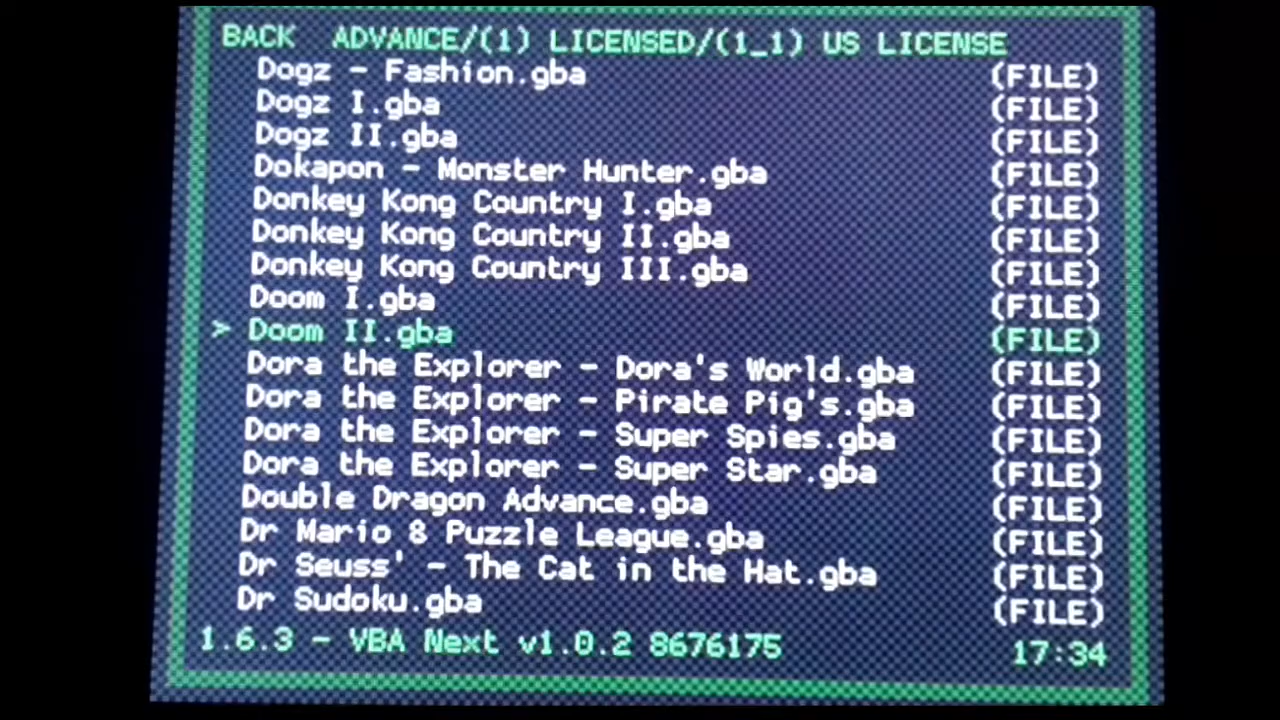 BACK ADVANCE/(1) LICENSED/(1_1) US LICENSE
Dogz - Fashion.gba (FILE)
Dogz I.gba (FILE)
Dogz II.gba (FILE)
Dokapon - Monster Hunter.gba (FILE)
Donkey Kong Country I.gba (FILE)
Donkey Kong Country II.gba (FILE)
Donkey Kong Country III.gba (FILE)
Doom I.gba (FILE)
> Doom II.gba (FILE)
Dora the Explorer - Dora's World.gba (FILE)
Dora the Explorer - Pirate Pig's.gba (FILE)
Dora the Explorer - Super Spies.gba (FILE)
Dora the Explorer - Super Star.gba (FILE)
Double Dragon Advance.gba (FILE)
Dr Mario & Puzzle League.gba (FILE)
Dr Seuss' - The Cat in the Hat.gba (FILE)
Dr Sudoku.gba (FILE)
1.6.3 - VBA Next v1.0.2 8676175 17:34